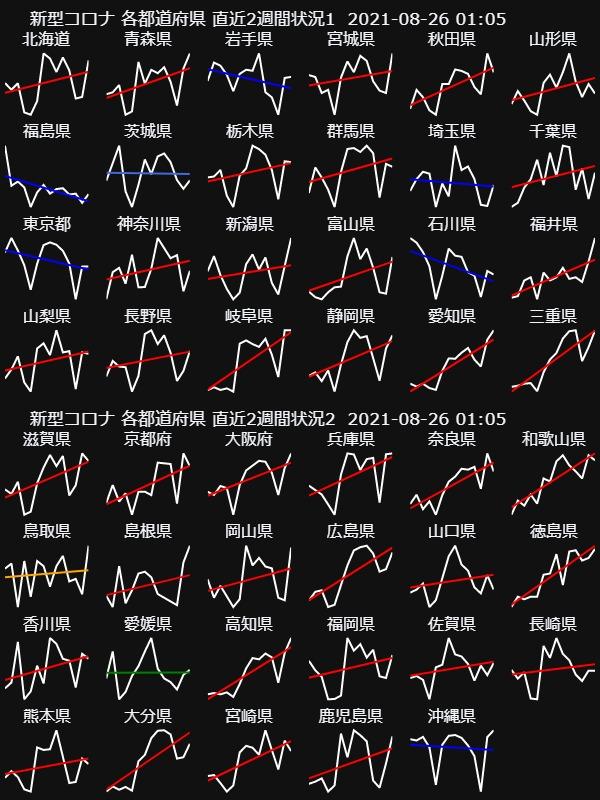 新型コロナ 各都道府県 直近2週間状況1 2021-08-26 01:05
北海道 青森県 岩手県 宮城県 秋田県 山形県
福島県 茨城県 栃木県 群馬県 埼玉県 千葉県
東京都 神奈川県 新潟県 富山県 石川県 福井県
山梨県 長野県 岐阜県 静岡県 愛知県 三重県
新型コロナ 各都道府県 直近2週間状況2 2021-08-26 01:05
滋賀県 京都府 大阪府 兵庫県 奈良県 和歌山県
鳥取県 島根県 岡山県 広島県 山口県 徳島県
香川県 愛媛県 高知県 福岡県 佐賀県 長崎県
熊本県 大分県 宮崎県 鹿児島県 沖縄県